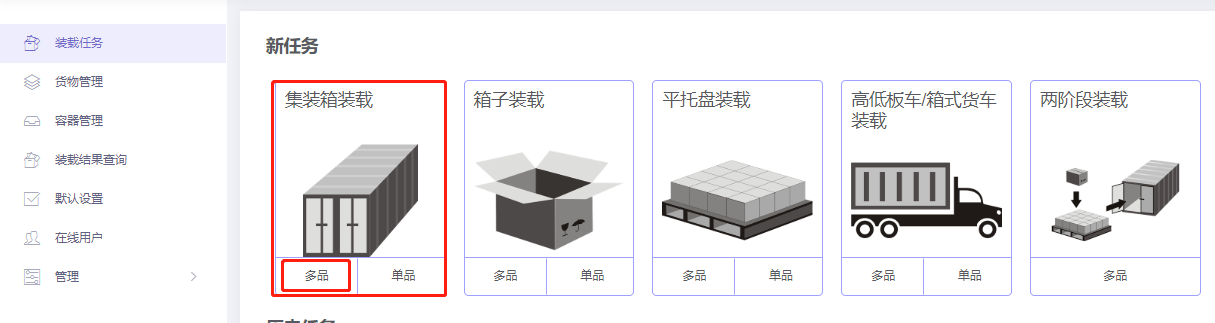 装载任务
货物管理
容器管理
装载结果查询
默认设置
在线用户
管理
新任务
集装箱装载
多品
单品
箱子装载
多品
单品
平托盘装载
多品
单品
高低板车/箱式货车
装载
多品
单品
两阶段装载
多品